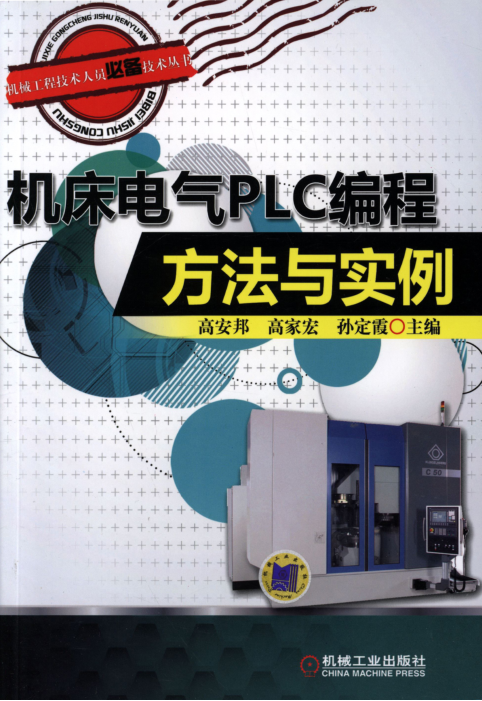 JIXIE GONGCHENG JISHU RENYUAN
机械工程技术人员必备技术丛书
BIBEI JISHU CONGSHU
机床电气PLC编程
方法与实例
高安邦 高家宏 孙定霞○主编
机械工业出版社
CHINA MACHINE PRESS